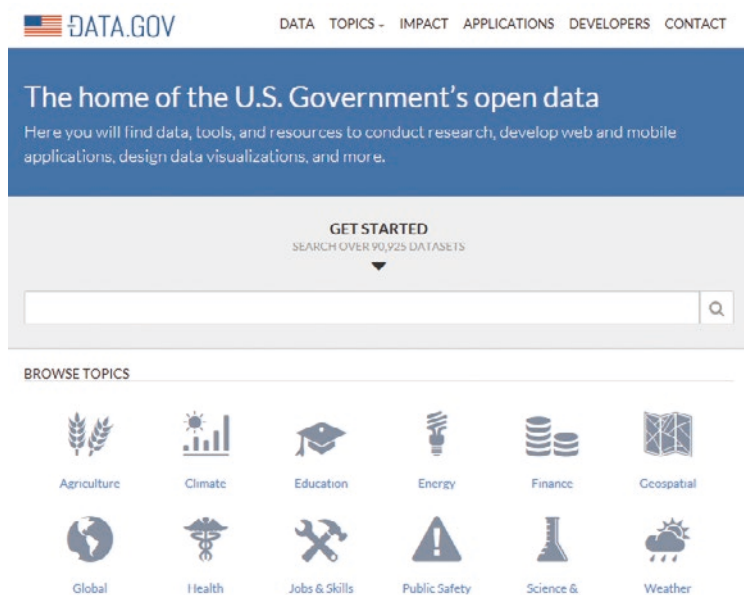 DATA.GOV
DATA TOPICS - IMPACT APPLICATIONS DEVELOPERS CONTACT
The home of the U.S. Government's open data
Here you will find data, tools, and resources to conduct research, develop web and mobile
applications, design data visualizations, and more.
GET STARTED
SEARCH OVER 90,925 DATASETS
BROWSE TOPICS
Agriculture Climate Education Energy Finance Geospatial
Global Health Jobs & Skills Public Safety Science & Weather